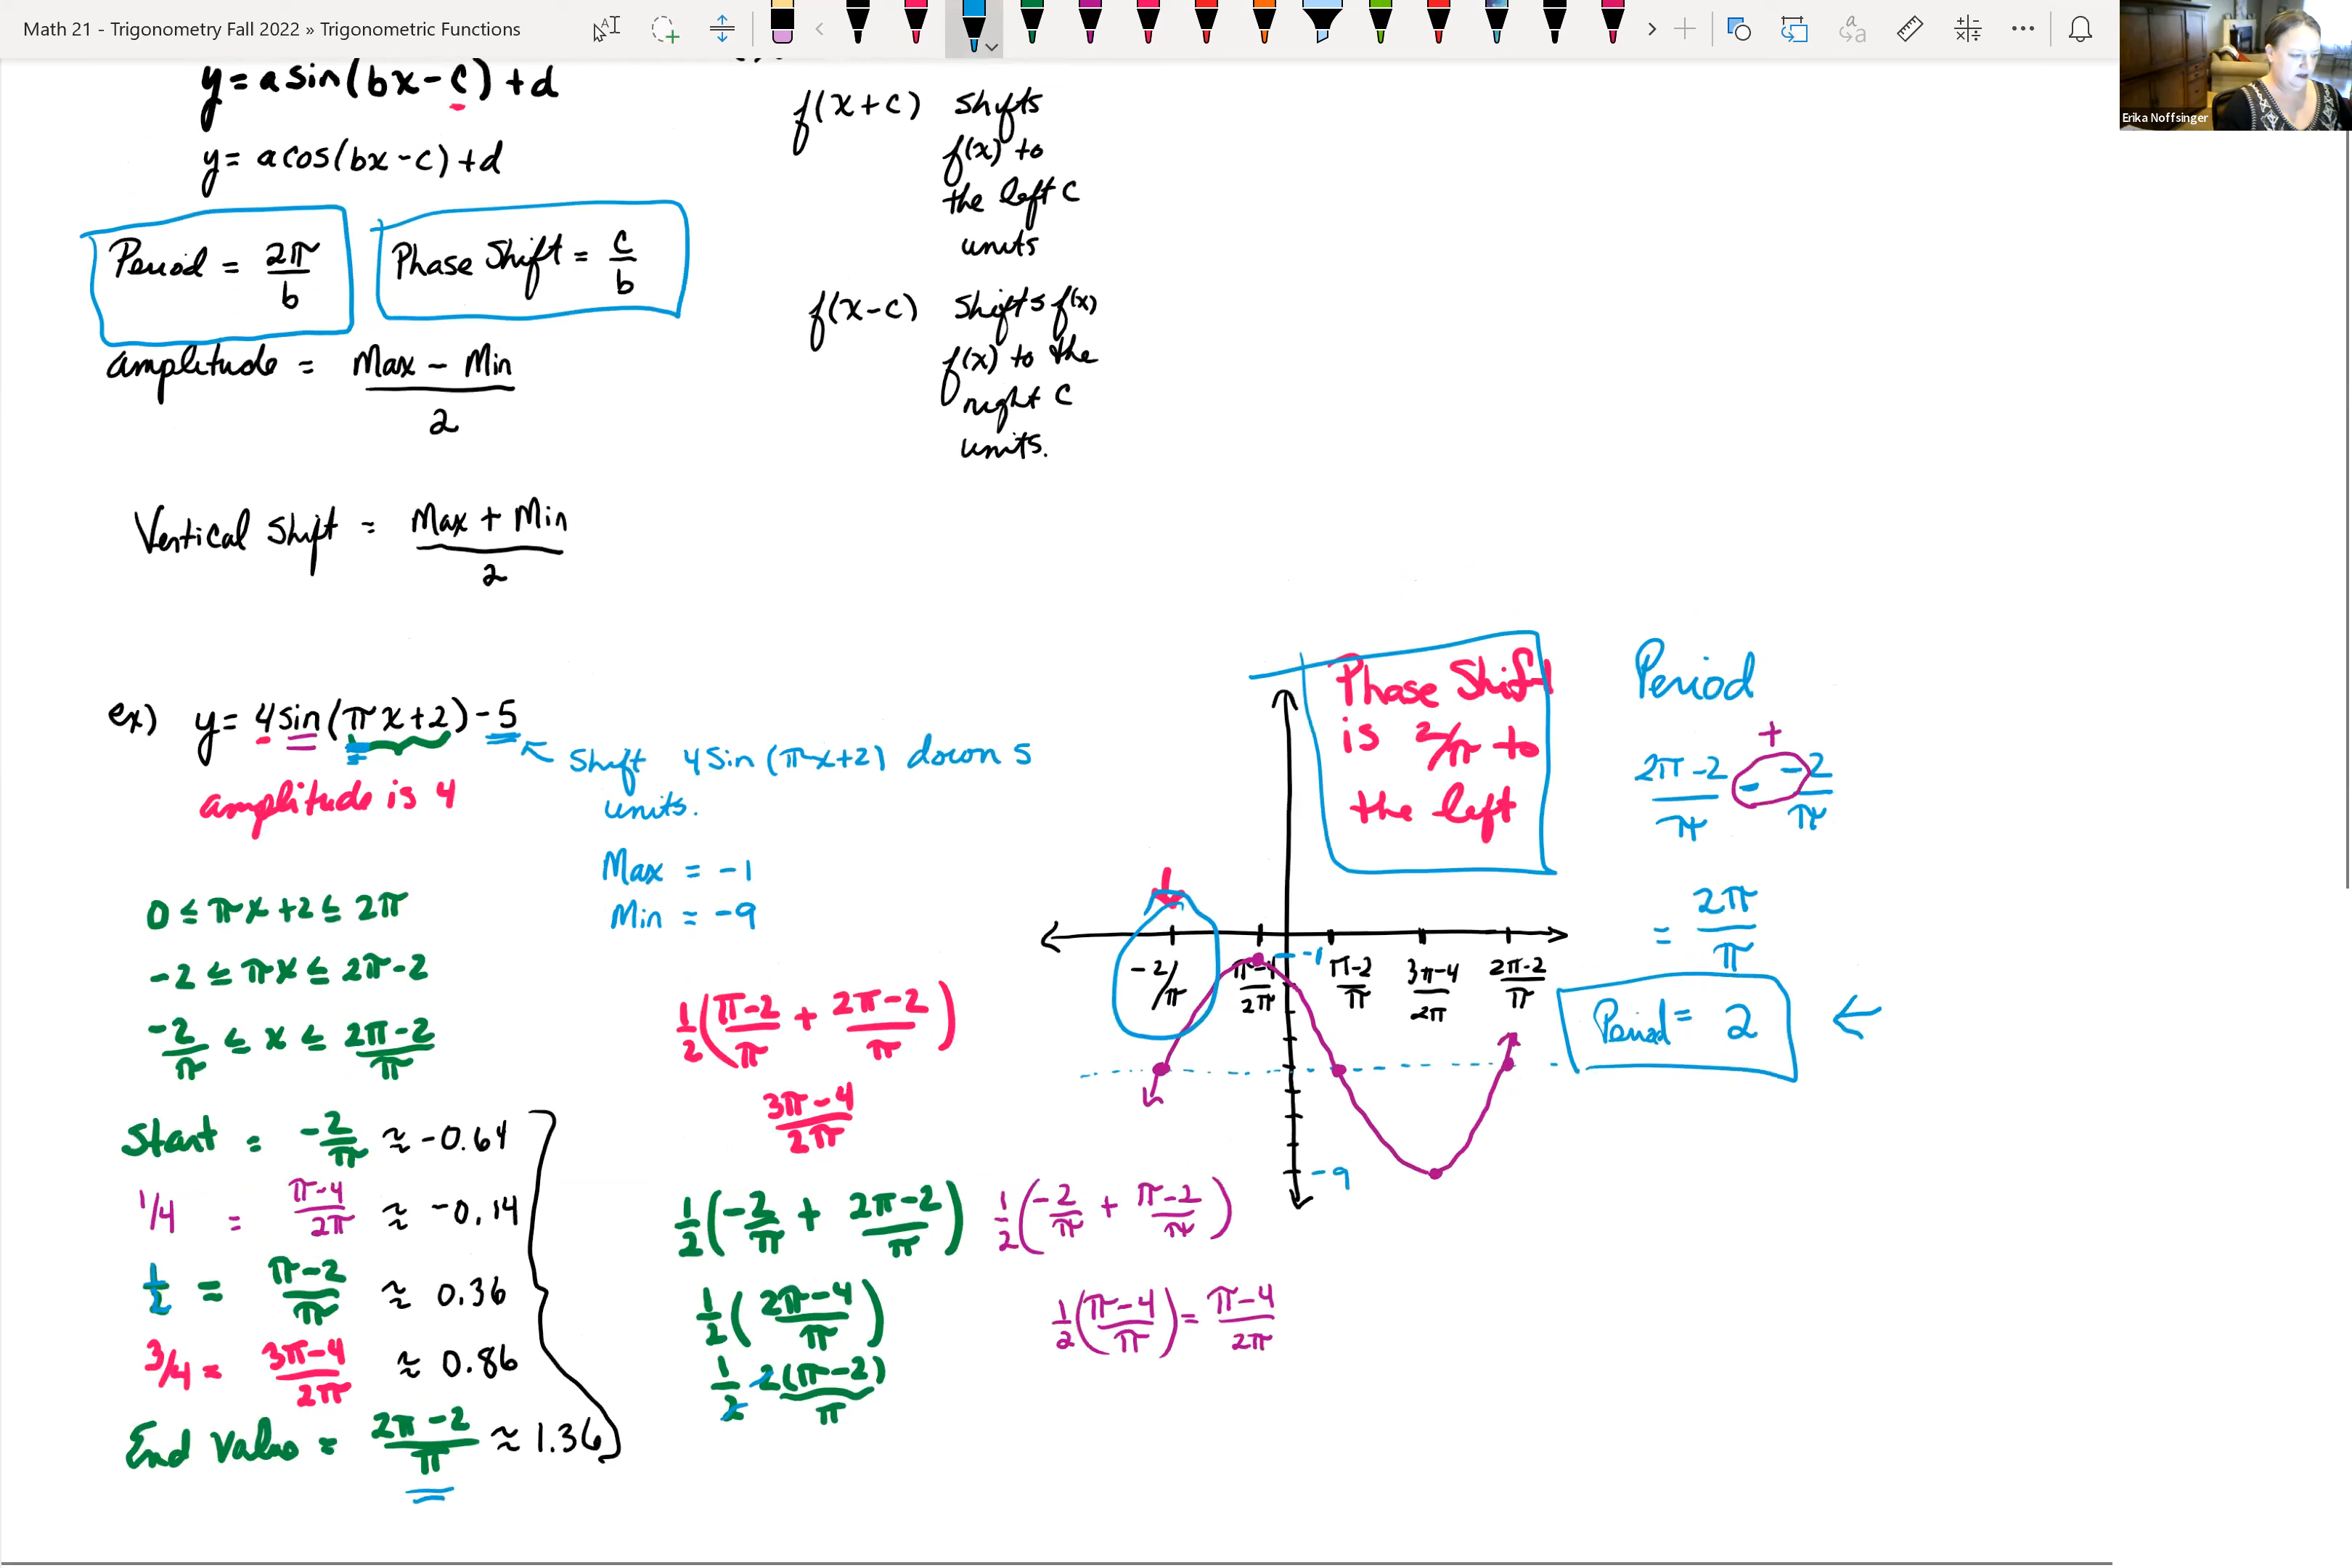 Math 21 - Trigonometry Fall 2022 » Trigonometric Functions
Erika Noffsinger
y = a sin(bx - c) + d
y = a cos(bx - c) + d
Period = 2π/b
Phase Shift = c/b
amplitude = Max - Min / 2
Vertical Shift = Max + Min / 2
f(x+c) shifts
f(x) to
the left c
units
f(x-c) shifts f(x)
f(x) to the
right c
units.
ex) y = 4 sin(πx+2) - 5
amplitude is 4
Shift 4 sin(πx+2) down 5
units.
Max = -1
Min = -9
0 ≤ πx + 2 ≤ 2π
-2 ≤ πx ≤ 2π - 2
-2/π ≤ x ≤ 2π-2/π
Start = -2/π ≈ -0.64
1/4 = π-4/2π ≈ -0.14
1/2 = π-2/π ≈ 0.36
3/4 = 3π-4/2π ≈ 0.86
End Value = 2π-2/π ≈ 1.36
1/2(π-2/π + 2π-2/π)
3π-4/2π
1/2(-2/π + 2π-2/π)
1/2(2π-4/π)
1/2 2(π-2)/π
1/2(-2/π + π-2/π)
1/2(π-4/π) = π-4/2π
Phase Shift
is 2/π to
the left
-2/π π-4/2π π-2/π 3π-4/2π 2π-2/π
-1
-9
Period
+
2π-2/π - -2/π
= 2π/π
Period = 2